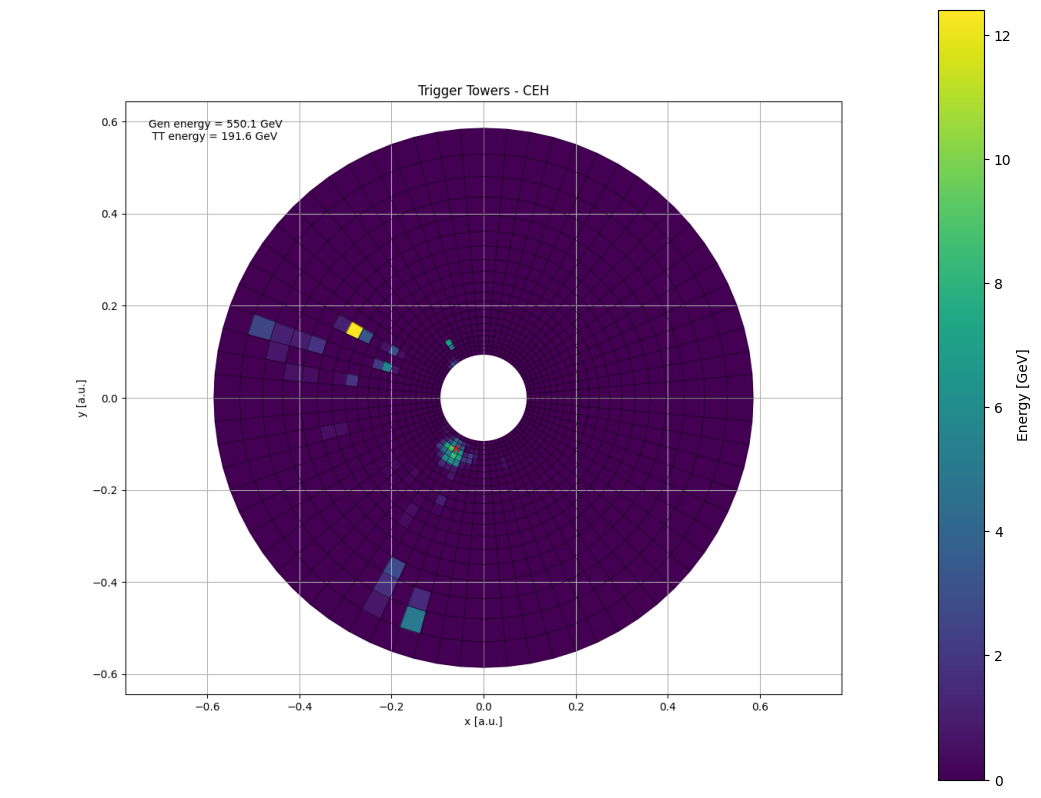 Trigger Towers - CEH
Gen energy = 550.1 GeV
TT energy = 191.6 GeV
0.6
0.4
0.2
0.0
−0.2
−0.4
−0.6
y [a.u.]
−0.6 −0.4 −0.2 0.0 0.2 0.4 0.6
x [a.u.]
12
10
8
6
4
2
0
Energy [GeV]